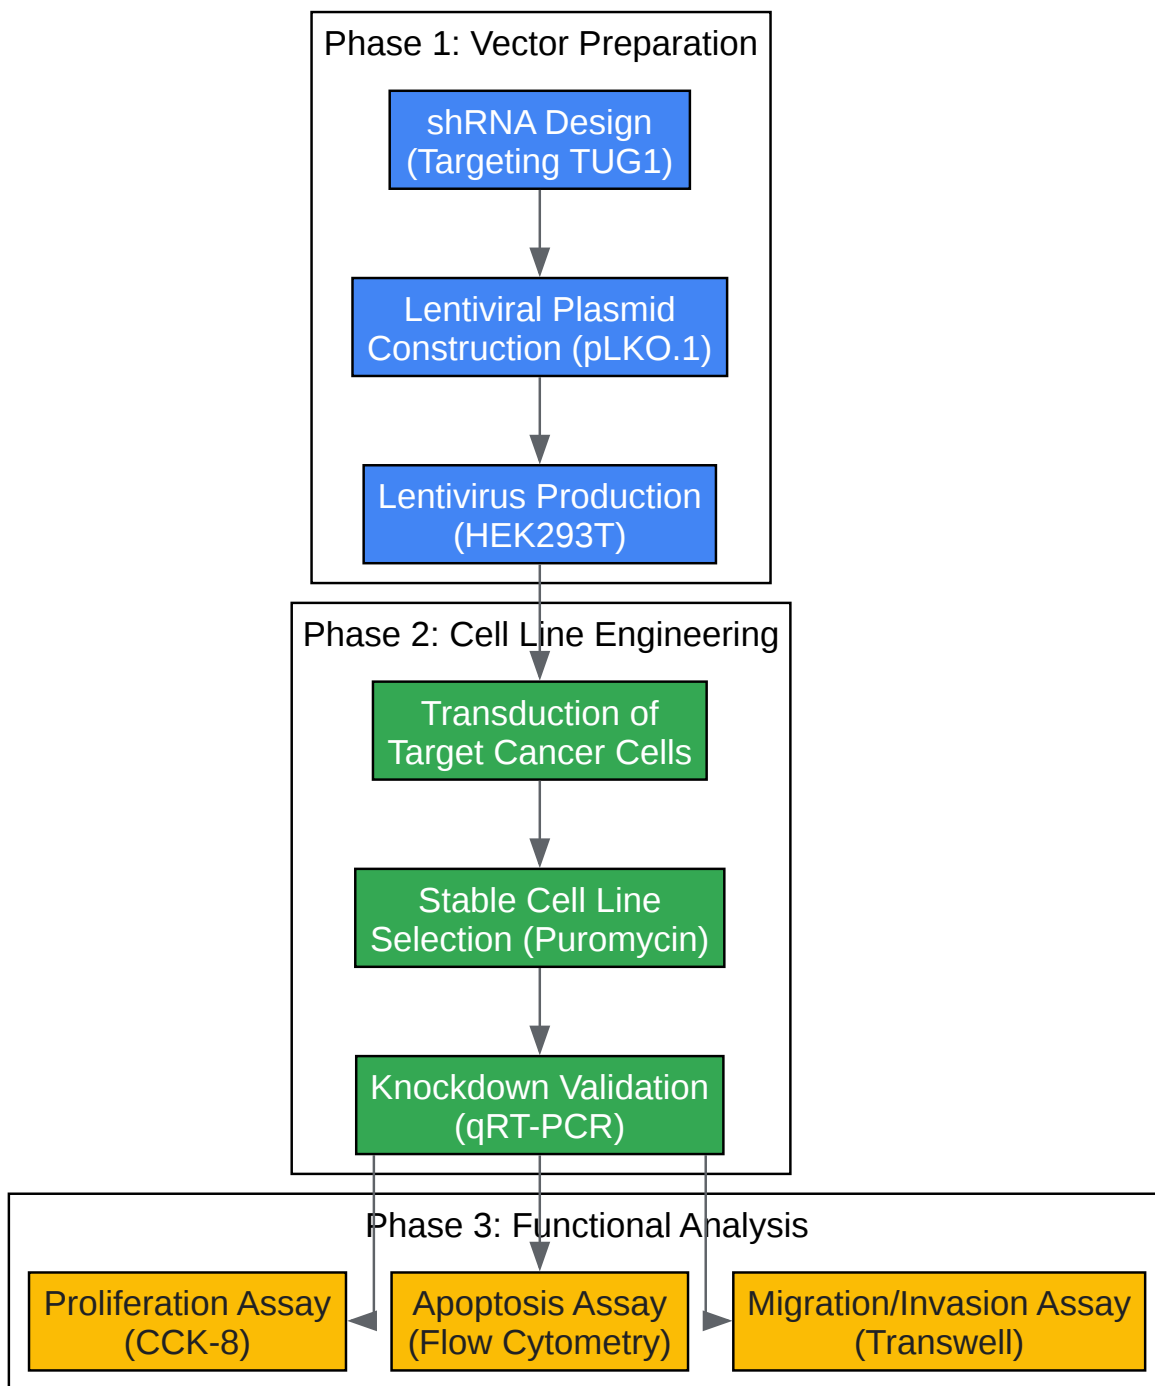 Phase 1: Vector Preparation
shRNA Design
(Targeting TUG1)
Lentiviral Plasmid
Construction (pLKO.1)
Lentivirus Production
(HEK293T)
Phase 2: Cell Line Engineering
Transduction of
Target Cancer Cells
Stable Cell Line
Selection (Puromycin)
Knockdown Validation
(qRT-PCR)
Phase 3: Functional Analysis
Proliferation Assay
(CCK-8)
Apoptosis Assay
(Flow Cytometry)
Migration/Invasion Assay
(Transwell)